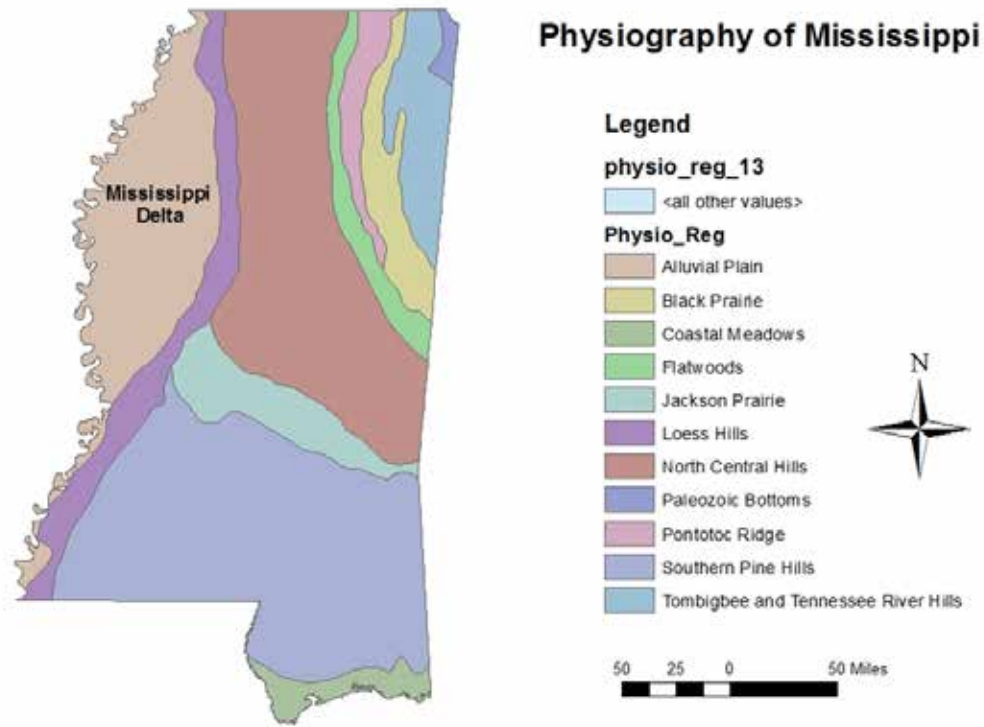 Physiography of Mississippi
Mississippi
Delta
Legend
physio_reg_13
<all other values>
Physio_Reg
Alluvial Plain
Black Prairie
Coastal Meadows
Flatwoods
Jackson Prairie
Loess Hills
North Central Hills
Paleozoic Bottoms
Pontotoc Ridge
Southern Pine Hills
Tombigbee and Tennessee River Hills
N
50 25 0 50 Miles